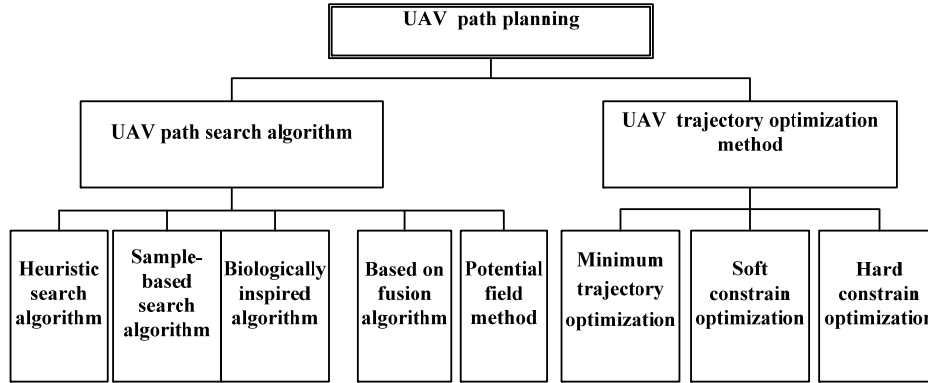 UAV path planning
UAV path search algorithm
UAV trajectory optimization
method
Heuristic
search
algorithm
Sample-
based
search
algorithm
Biologically
inspired
algorithm
Based on
fusion
algorithm
Potential
field
method
Minimum
trajectory
optimization
Soft
constrain
optimization
Hard
constrain
optimization